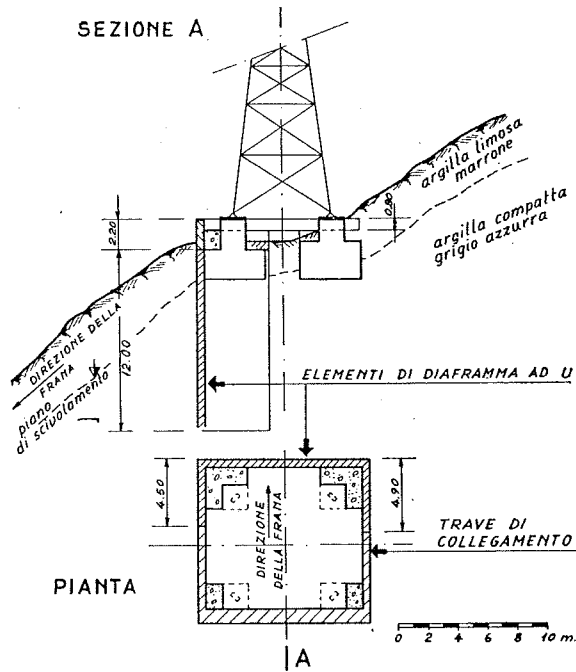 SEZIONE A
argilla limosa
marrone
argilla compatta
grigio azzurra
0.80
2.20
12.00
DIREZIONE DELLA
FRANA
piano
di scivolamento
ELEMENTI DI DIAFRAMMA AD U
4.50
4.90
DIREZIONE
DELLA FRANA
TRAVE DI
COLLEGAMENTO
PIANTA
0 2 4 6 8 10 m.
A